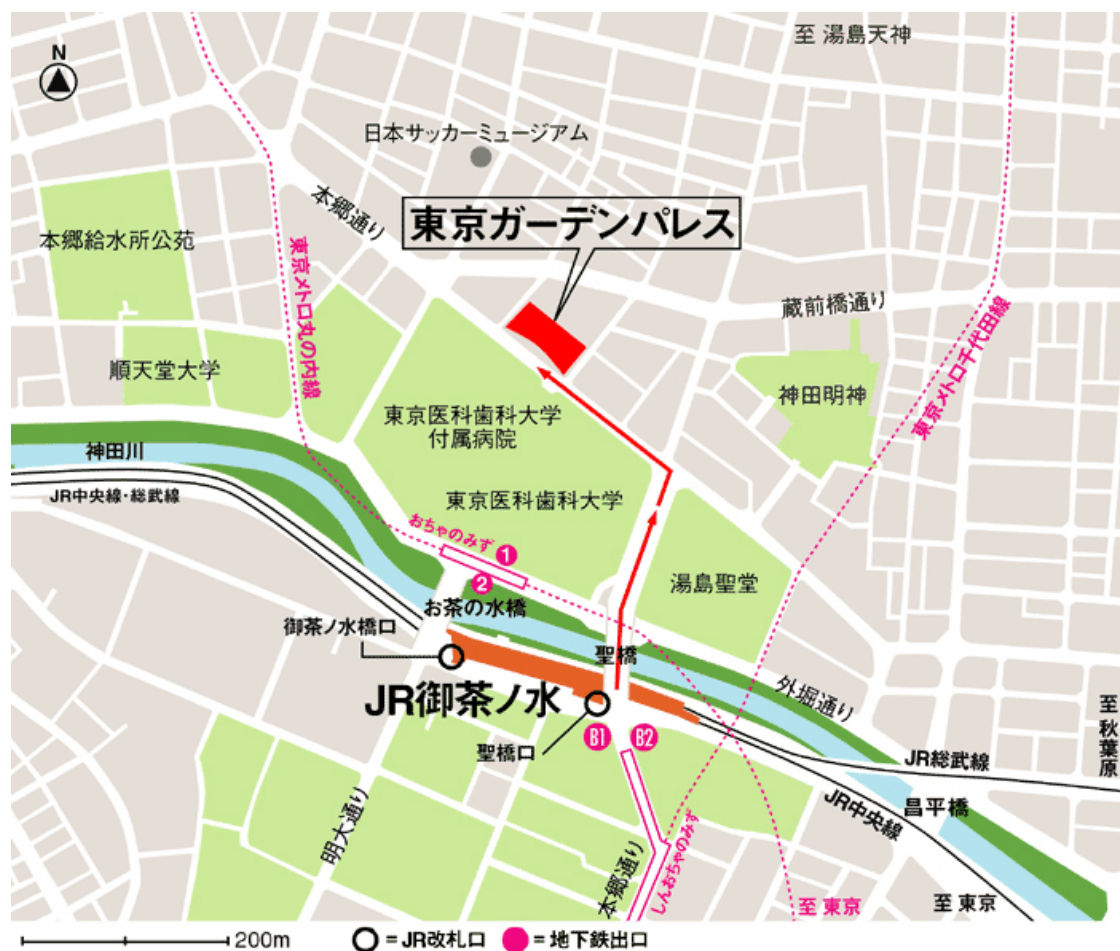 至 湯島天神
N
日本サッカーミュージアム
本郷通り
東京ガーデンパレス
本郷給水所公苑
東京メトロ丸の内線
蔵前橋通り
順天堂大学
神田明神
東京メトロ千代田線
東京医科歯科大学
付属病院
神田川
JR中央線・総武線
東京医科歯科大学
おちゃのみず
1
2
湯島聖堂
お茶の水橋
御茶ノ水橋口
聖橋
JR御茶ノ水
外堀通り
至秋葉原
聖橋口
B1
B2
JR総武線
JR中央線
昌平橋
明大通り
本郷通り
しんおちゃのみず
至 東京
至 東京
200m
= JR改札口
= 地下鉄出口